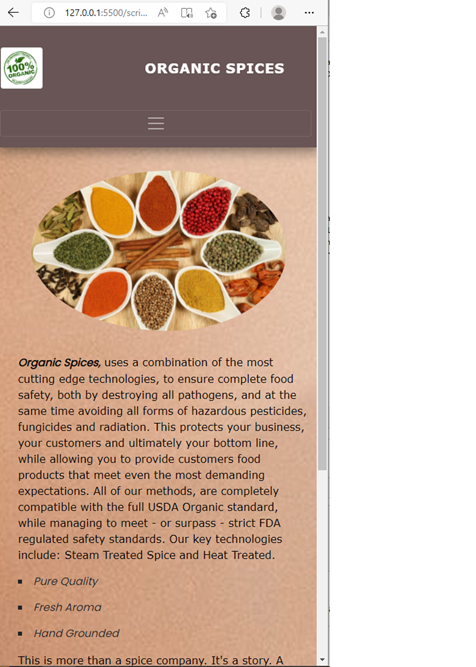 127.0.0.1:5500/scri...
100%
ORGANIC
ORGANIC SPICES
Organic Spices, uses a combination of the most
cutting edge technologies, to ensure complete food
safety, both by destroying all pathogens, and at the
same time avoiding all forms of hazardous pesticides,
fungicides and radiation. This protects your business,
your customers and ultimately your bottom line,
while allowing you to provide customers food
products that meet even the most demanding
expectations. All of our methods, are completely
compatible with the full USDA Organic standard,
while managing to meet - or surpass - strict FDA
regulated safety standards. Our key technologies
include: Steam Treated Spice and Heat Treated.
Pure Quality
Fresh Aroma
Hand Grounded
This is more than a spice company. It's a story. A